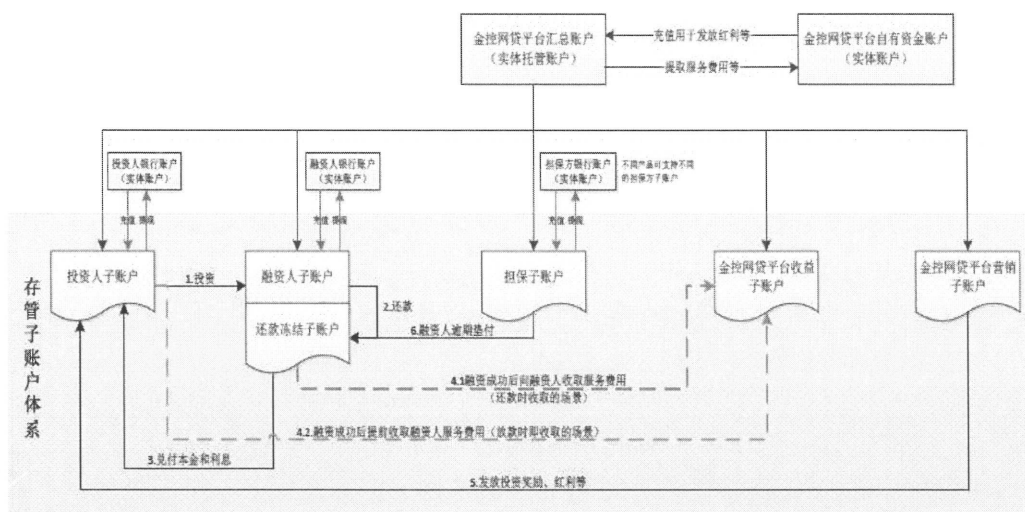 金控网贷平台汇总账户
（实体托管账户）
充值用于发放红利等
提取服务费用等
金控网贷平台自有资金账户
（实体账户）
投资人银行账户
（实体账户）
融资人银行账户
（实体账户）
担保方银行账户
（实体账户）
不同产品可支持不同
的担保方子账户
充值 提现
充值 提现
充值 提现
存管子账户体系
投资人子账户
1.投资
融资人子账户
还款冻结子账户
2.还款
担保子账户
6.融资人逾期垫付
金控网贷平台收益
子账户
金控网贷平台营销
子账户
4.1融资成功后向融资人收取服务费用
（还款时收取的场景）
4.2.融资成功后提前收取融资人服务费用（放款时即收取的场景）
3.兑付本金和利息
5.发放投资奖励、红利等